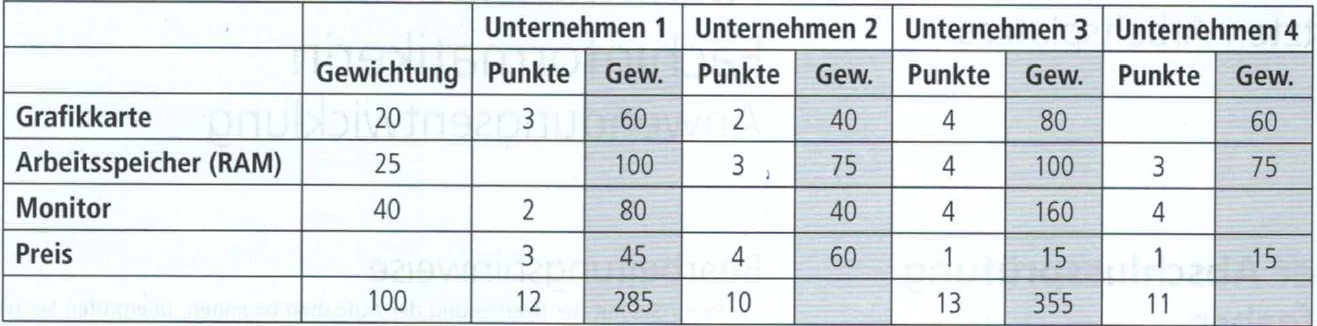 Unternehmen 1 Unternehmen 2 Unternehmen 3 Unternehmen 4
Gewichtung Punkte Gew. Punkte Gew. Punkte Gew. Punkte Gew.
Grafikkarte 20 3 60 2 40 4 80 60
Arbeitsspeicher (RAM) 25 100 3 75 4 100 3 75
Monitor 40 2 80 40 4 160 4
Preis 3 45 4 60 1 15 1 15
100 12 285 10 13 355 11